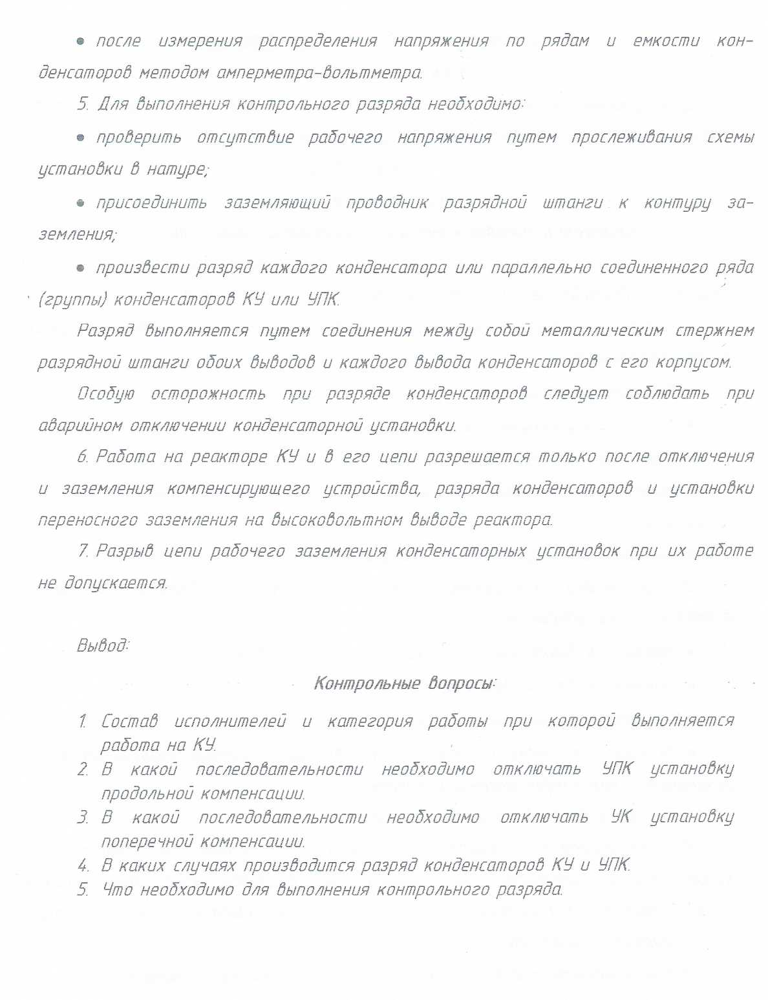 • после измерения распределения напряжения по рядам и емкости кон-
денсаторов методом амперметра-вольтметра.
5. Для выполнения контрольного разряда необходимо:
• проверить отсутствие рабочего напряжения путем прослеживания схемы
установки в натуре;
• присоединить заземляющий проводник разрядной штанги к контуру за-
земления;
• произвести разряд каждого конденсатора или параллельно соединенного ряда
(группы) конденсаторов КУ или УПК.
Разряд выполняется путем соединения между собой металлическим стержнем
разрядной штанги обоих выводов и каждого вывода конденсаторов с его корпусом.
Особую осторожность при разряде конденсаторов следует соблюдать при
аварийном отключении конденсаторной установки.
6. Работа на реакторе КУ и в его цепи разрешается только после отключения
и заземления компенсирующего устройства, разряда конденсаторов и установки
переносного заземления на высоковольтном выводе реактора.
7. Разрыв цепи рабочего заземления конденсаторных установок при их работе
не допускается.
Вывод:
Контрольные вопросы:
1. Состав исполнителей и категория работы при которой выполняется
работа на КУ.
2. В какой последовательности необходимо отключать УПК установку
продольной компенсации.
3. В какой последовательности необходимо отключать УК установку
поперечной компенсации.
4. В каких случаях производится разряд конденсаторов КУ и УПК.
5. Что необходимо для выполнения контрольного разряда.